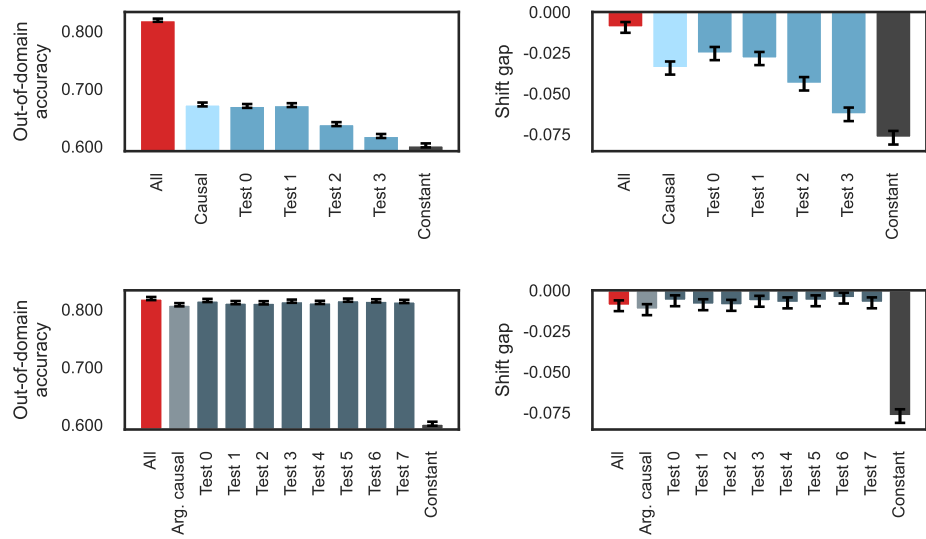 Out-of-domain
accuracy
0.800
0.700
0.600
All
Causal
Test 0
Test 1
Test 2
Test 3
Constant
Shift gap
0.000
-0.025
-0.050
-0.075
All
Causal
Test 0
Test 1
Test 2
Test 3
Constant
Out-of-domain
accuracy
0.800
0.700
0.600
All
Arg. causal
Test 0
Test 1
Test 2
Test 3
Test 4
Test 5
Test 6
Test 7
Constant
Shift gap
0.000
-0.025
-0.050
-0.075
All
Arg. causal
Test 0
Test 1
Test 2
Test 3
Test 4
Test 5
Test 6
Test 7
Constant